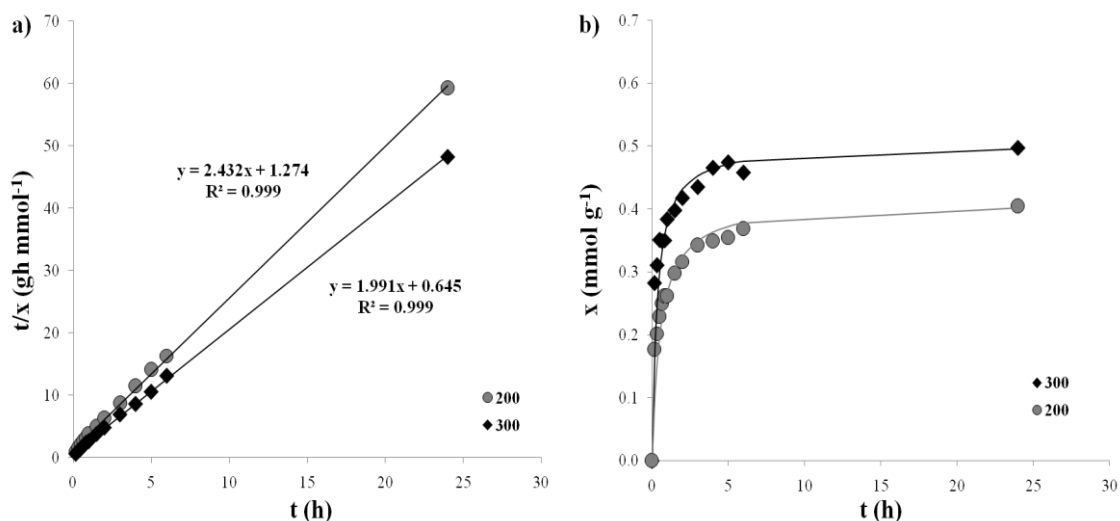 a)
70
60
50
40
30
20
10
0
t/x (gh mmol⁻¹)
y = 2.432x + 1.274
R² = 0.999
y = 1.991x + 0.645
R² = 0.999
200
300
0 5 10 15 20 25 30
t (h)
b)
0.7
0.6
0.5
0.4
0.3
0.2
0.1
0.0
x (mmol g⁻¹)
300
200
0 5 10 15 20 25 30
t (h)